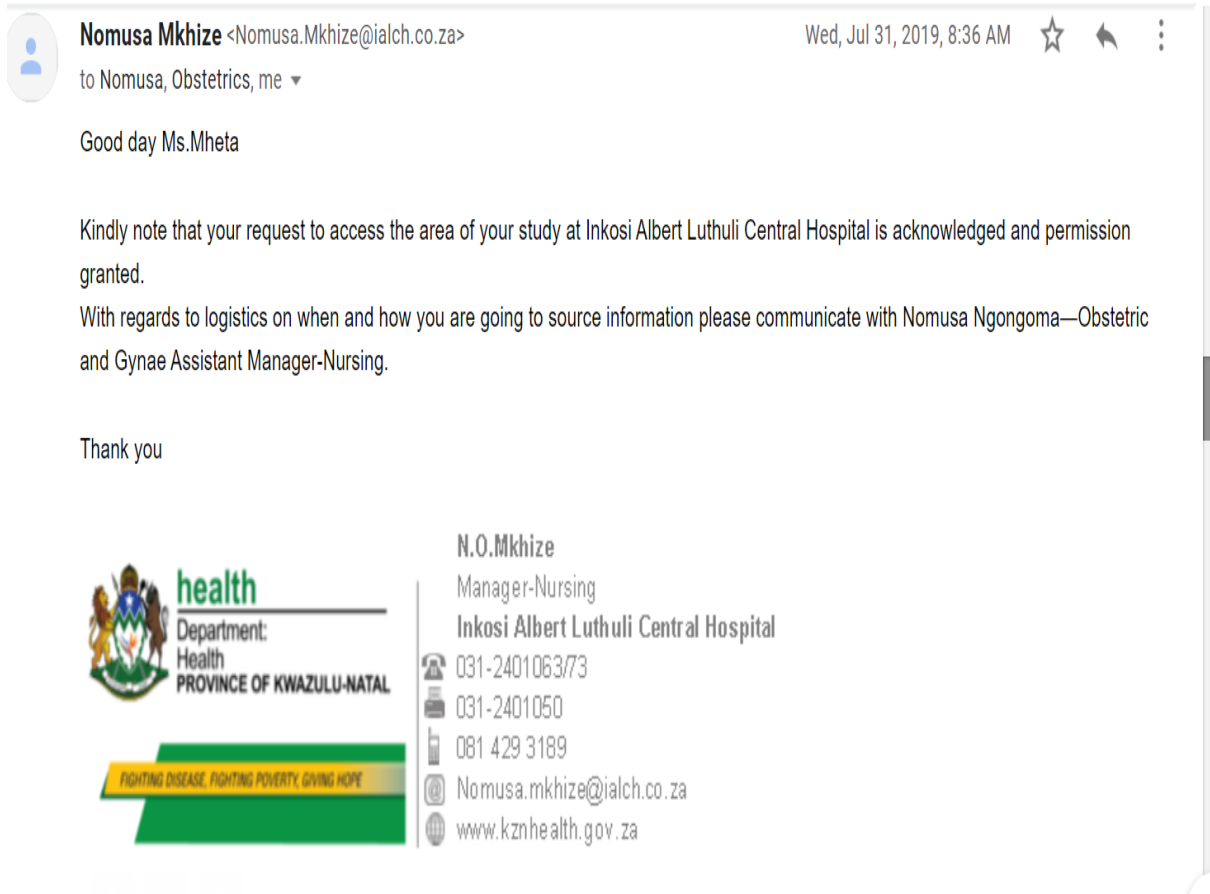 Nomusa Mkhize <Nomusa.Mkhize@ialch.co.za> Wed, Jul 31, 2019, 8:36 AM
to Nomusa, Obstetrics, me
Good day Ms.Mheta
Kindly note that your request to access the area of your study at Inkosi Albert Luthuli Central Hospital is acknowledged and permission
granted.
With regards to logistics on when and how you are going to source information please communicate with Nomusa Ngongoma—Obstetric
and Gynae Assistant Manager-Nursing.
Thank you
health
Department:
Health
PROVINCE OF KWAZULU-NATAL
FIGHTING DISEASE, FIGHTING POVERTY, GIVING HOPE
N.O.Mkhize
Manager-Nursing
Inkosi Albert Luthuli Central Hospital
031-2401063/73
031-2401050
081 429 3189
Nomusa.mkhize@ialch.co.za
www.kznhealth.gov.za